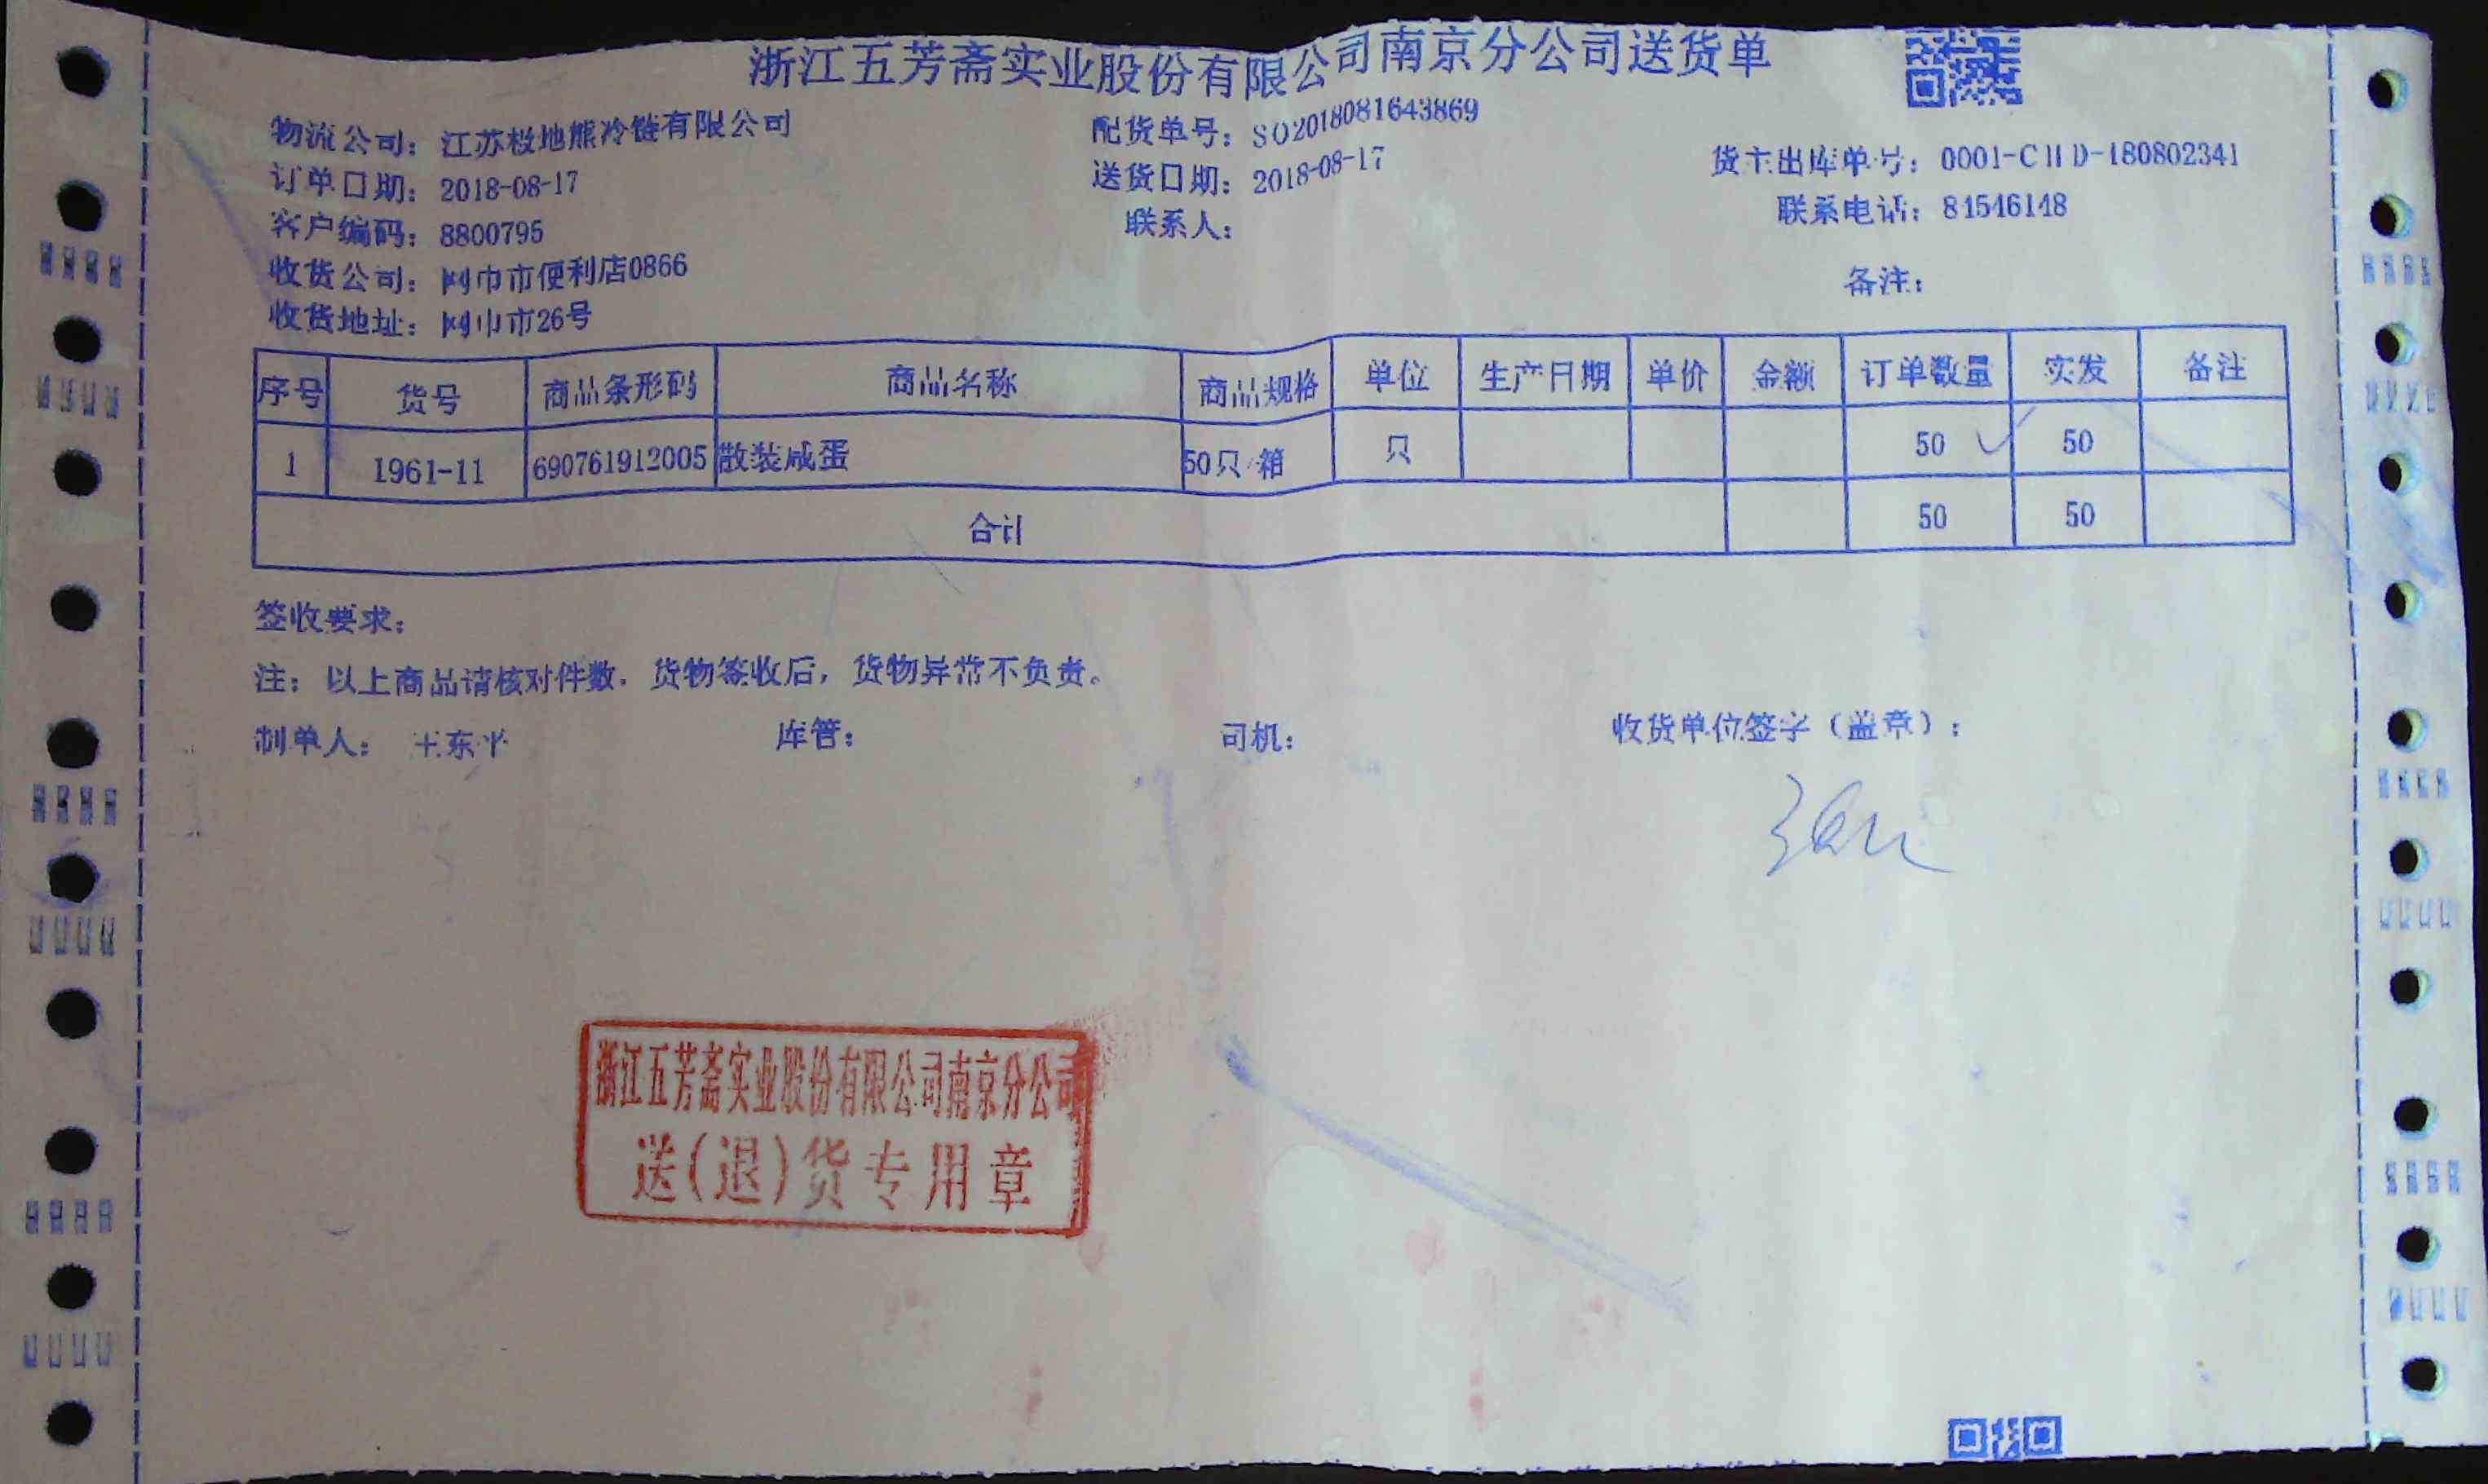 浙江五芳斋实业股份有限公司南京分公司送货单
物流公司：江苏极地熊冷链有限公司 配货单号：SO2018081643869
订单日期：2018-08-17 送货日期：2018-08-17 货主出库单号：0001-CHD-180802341
客户编码：8800795 联系人： 联系电话：84546148
收货公司：网巾市便利店0866 备注：
收货地址：网巾市26号
序号 货号 商品条形码 商品名称 商品规格 单位 生产日期 单价 金额 订单数量 实发 备注
1 1961-11 690761912005 散装咸蛋 50只/箱 只 50 50
合计 50 50
签收要求：
注：以上商品请核对件数，货物签收后，货物异常不负责。
制单人：王东平 库管： 司机： 收货单位签字（盖章）：
浙江五芳斋实业股份有限公司南京分公司
送(退)货专用章